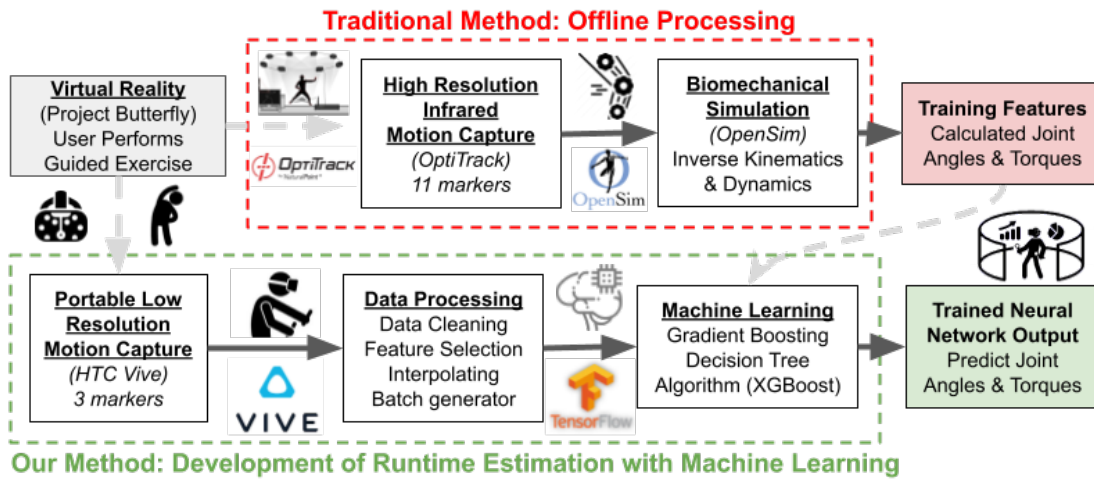 Traditional Method: Offline Processing
Virtual Reality
(Project Butterfly)
User Performs
Guided Exercise
OptiTrack
High Resolution
Infrared
Motion Capture
(OptiTrack)
11 markers
OpenSim
Biomechanical
Simulation
(OpenSim)
Inverse Kinematics
& Dynamics
Training Features
Calculated Joint
Angles & Torques
Portable Low
Resolution
Motion Capture
(HTC Vive)
3 markers
VIVE
Data Processing
Data Cleaning
Feature Selection
Interpolating
Batch generator
TensorFlow
Machine Learning
Gradient Boosting
Decision Tree
Algorithm (XGBoost)
Trained Neural
Network Output
Predict Joint
Angles & Torques
Our Method: Development of Runtime Estimation with Machine Learning